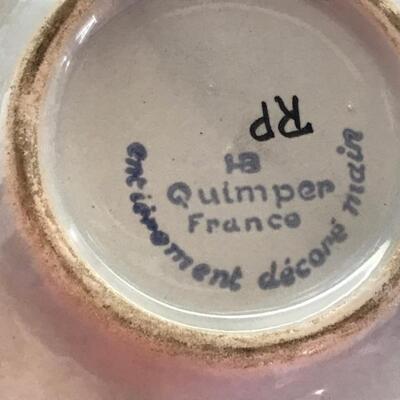 RP
HB
Quimper
France
entièrement décoré main